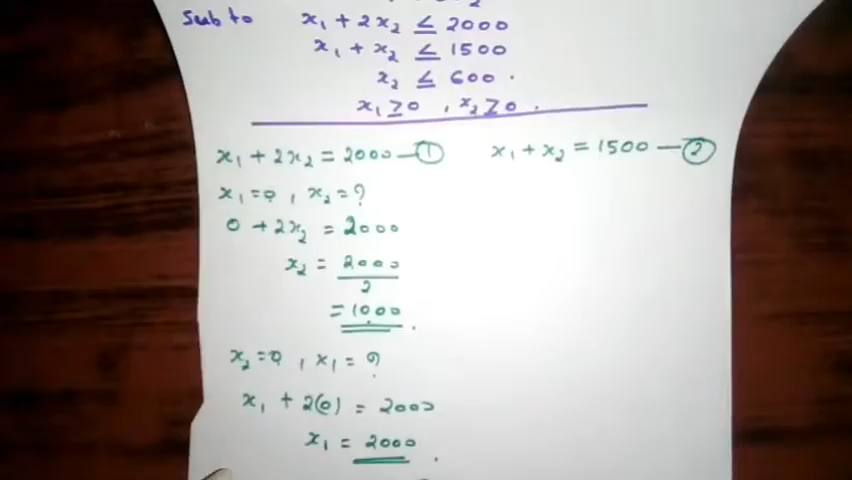 Sub to x₁ + 2x₂ ≤ 2000
x₁ + x₂ ≤ 1500
x₂ ≤ 600 .
x₁ ≥ 0 , x₂ ≥ 0 .
x₁ + 2x₂ = 2000 — ①
x₁ = 0 , x₂ = ?
0 + 2x₂ = 2000
x₂ = 2000
2
= 1000 .
x₂ = 0 , x₁ = ?
x₁ + 2(0) = 2000
x₁ = 2000 .
x₁ + x₂ = 1500 — ②